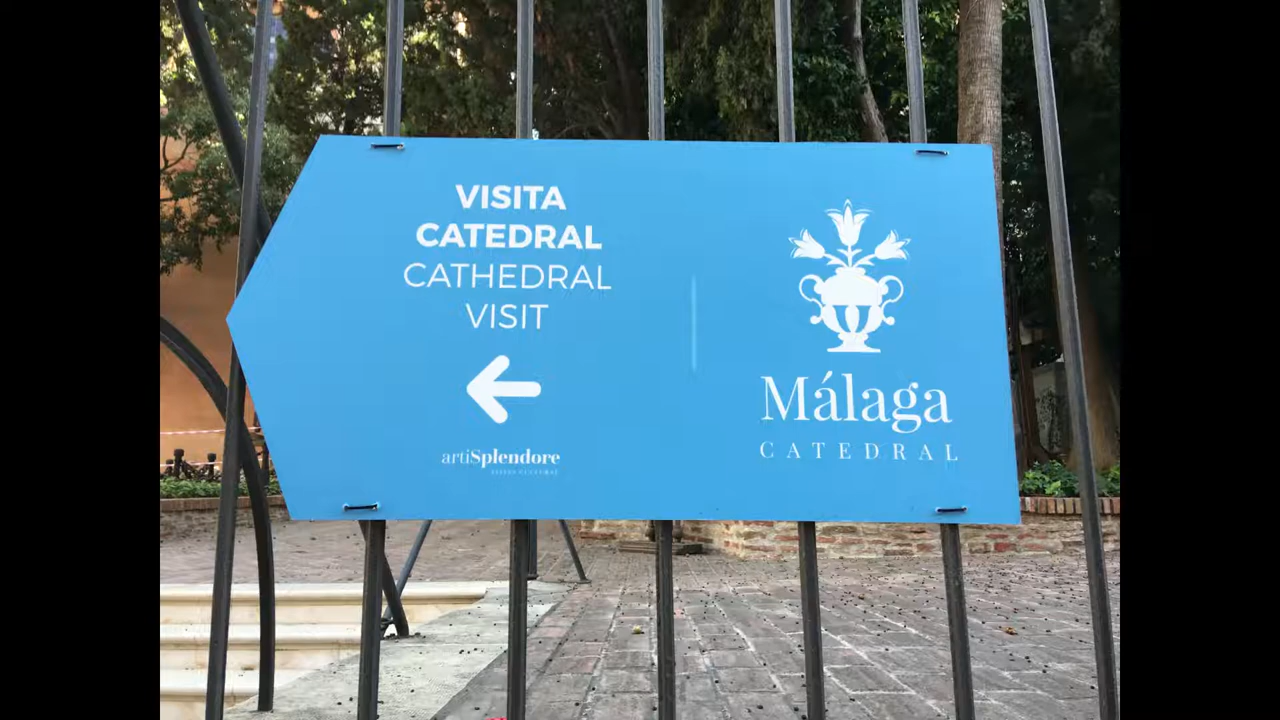 VISITA
CATEDRAL
CATHEDRAL
VISIT
artiSplendore
Málaga
CATEDRAL